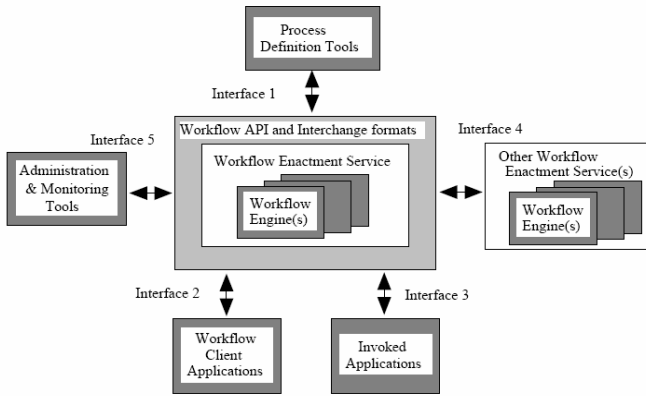 Process
Definition Tools
Interface 1
Workflow API and Interchange formats
Interface 4
Interface 5
Workflow Enactment Service
Other Workflow
Enactment Service(s)
Administration
& Monitoring
Tools
Workflow
Engine(s)
Workflow
Engine(s)
Interface 2
Interface 3
Workflow
Client
Applications
Invoked
Applications